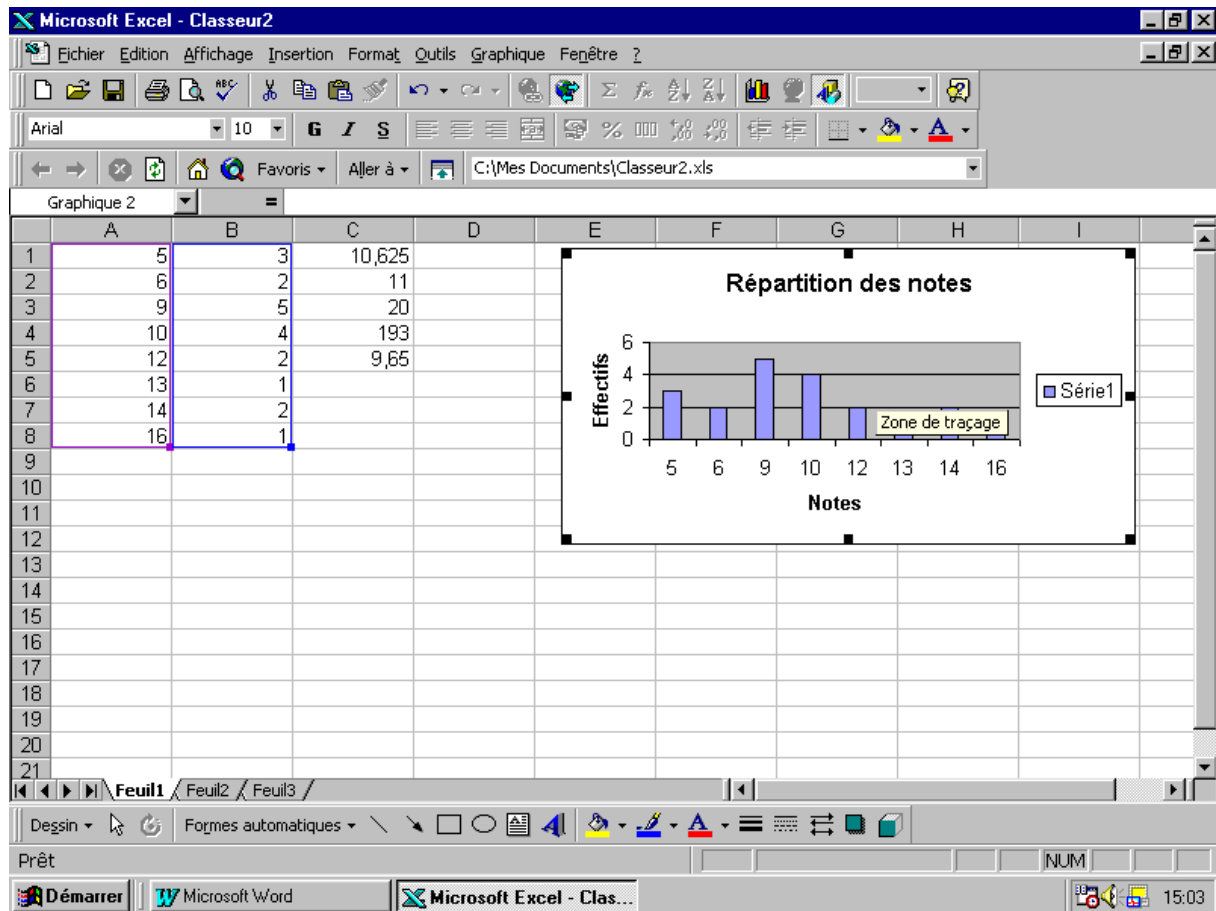 Microsoft Excel - Classeur2
Fichier Edition Affichage Insertion Format Outils Graphique Fenêtre ?
ABC Σ fx
Arial 10 G I S % 000 A
Favoris Aller à C:\Mes Documents\Classeur2.xls
Graphique 2 =
A B C D E F G H I
1 5 3 10,625
2 6 2 11
3 9 5 20
4 10 4 193
5 12 2 9,65
6 13 1
7 14 2
8 16 1
9
10
11
12
13
14
15
16
17
18
19
20
21
Répartition des notes
Effectifs
6
4
2
0
Zone de traçage
Série1
5 6 9 10 12 13 14 16
Notes
Feuil1 Feuil2 Feuil3
Dessin Formes automatiques A A
Prêt NUM
Démarrer W Microsoft Word Microsoft Excel - Clas... 15:03